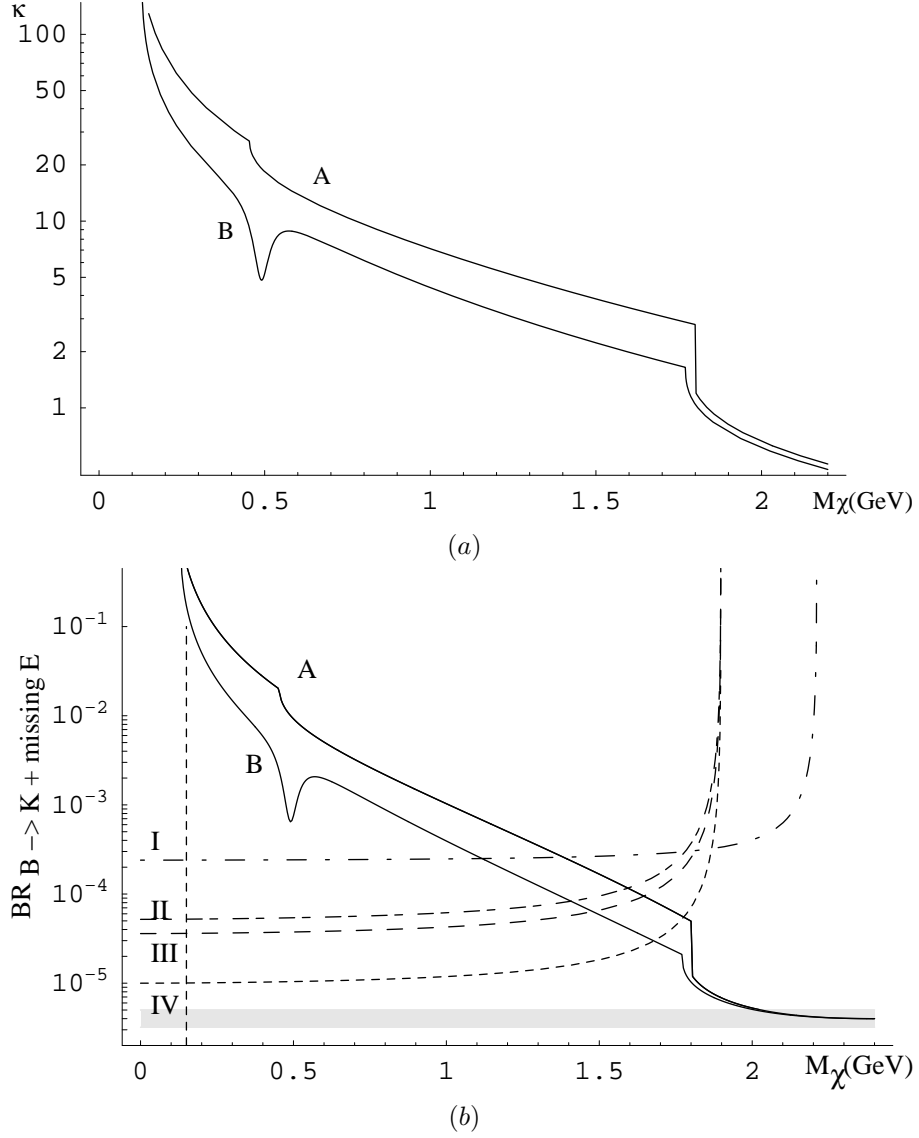 κ
100
50
20
10
5
2
1
A
B
0 0.5 1 1.5 2 Mχ(GeV)
(a)
BR B -> K + missing E
10^-1
10^-2
10^-3
10^-4
10^-5
A
B
I
II
III
IV
0 0.5 1 1.5 2 Mχ(GeV)
(b)